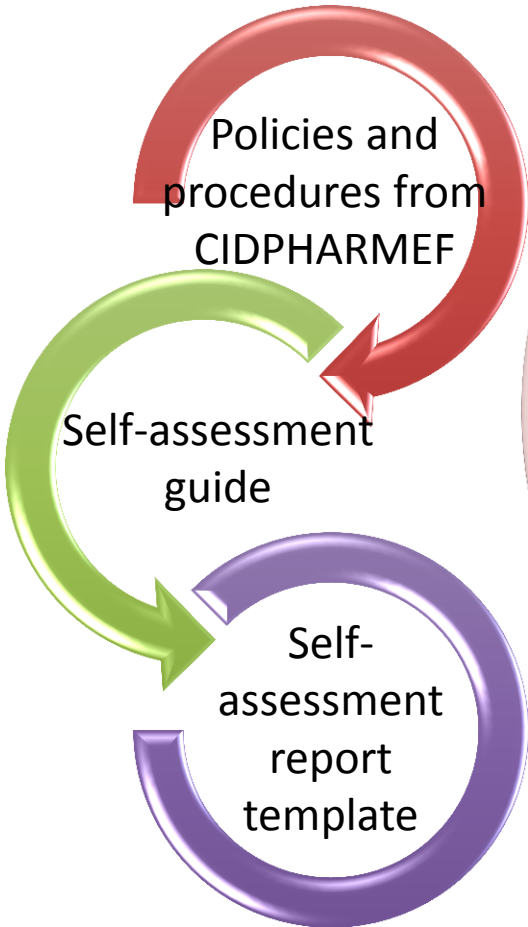 Policies and
procedures from
CIDPHARMEF
Self-assessment
guide
Self-
assessment
report
template